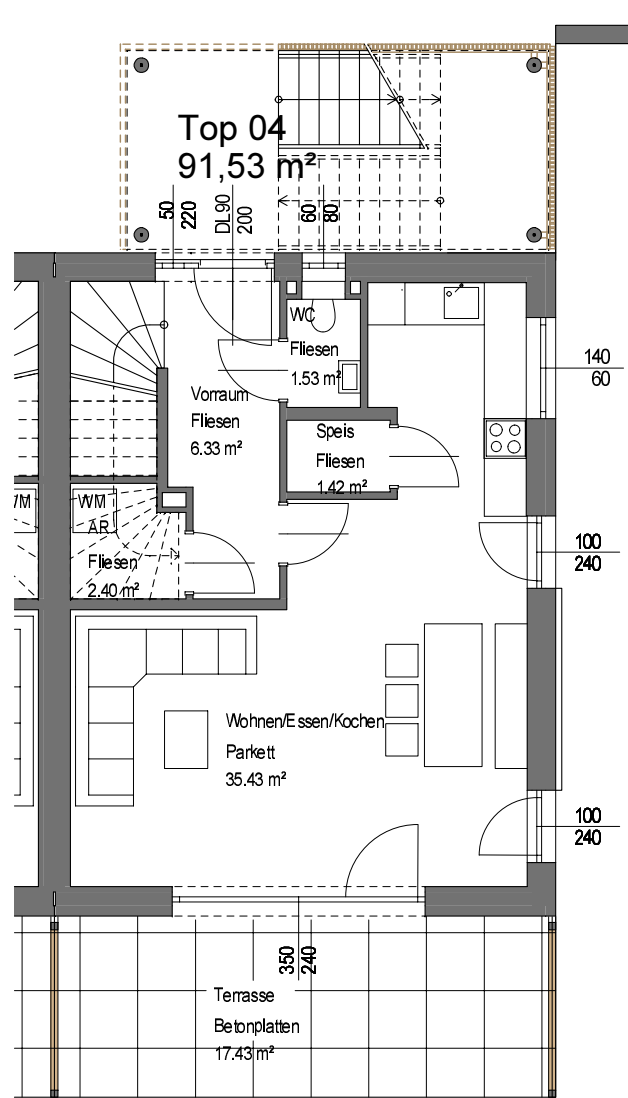 Top 04
91,53 m²
50
220
DL90
200
60
80
WC
Fliesen
1.53 m²
140
60
Vorraum
Fliesen
6.33 m²
Speis
Fliesen
1.42 m²
WM
WM
AR
Fliesen
2.40 m²
100
240
Wohnen/Essen/Kochen
Parkett
35.43 m²
100
240
350
240
Terrasse
Betonplatten
17.43 m²